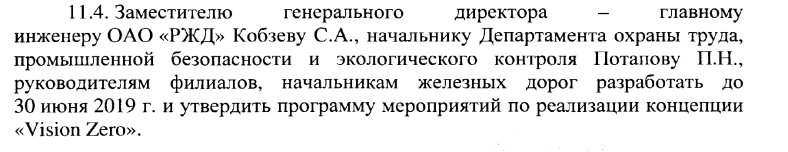 11.4. Заместителю генерального директора – главному
инженеру ОАО «РЖД» Кобзеву С.А., начальнику Департамента охраны труда,
промышленной безопасности и экологического контроля Потапову П.Н.,
руководителям филиалов, начальникам железных дорог разработать до
30 июня 2019 г. и утвердить программу мероприятий по реализации концепции
«Vision Zero».